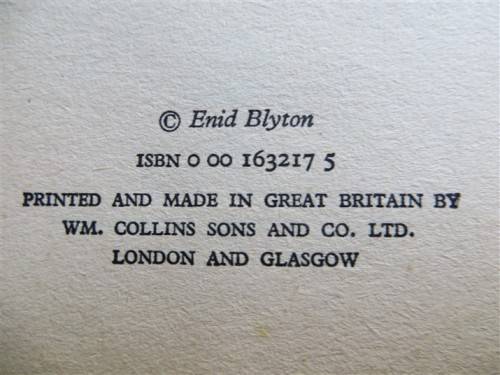 © Enid Blyton
ISBN 0 00 163217 5
PRINTED AND MADE IN GREAT BRITAIN BY
WM. COLLINS SONS AND CO. LTD.
LONDON AND GLASGOW